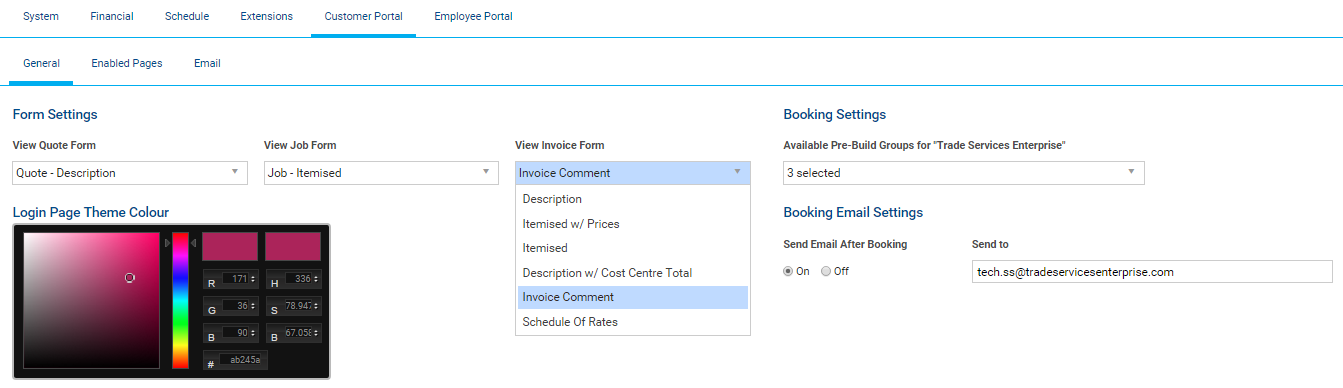 System Financial Schedule Extensions Customer Portal Employee Portal
General Enabled Pages Email
Form Settings
View Quote Form View Job Form View Invoice Form
Quote - Description Job - Itemised Invoice Comment
Description
Itemised w/ Prices
Itemised
Description w/ Cost Centre Total
Invoice Comment
Schedule Of Rates
Login Page Theme Colour
R 171 H 336
G 36 S 78.947
B 90 B 67.058
# ab245a
Booking Settings
Available Pre-Build Groups for "Trade Services Enterprise"
3 selected
Booking Email Settings
Send Email After Booking Send to
On Off tech.ss@tradeservicesenterprise.com